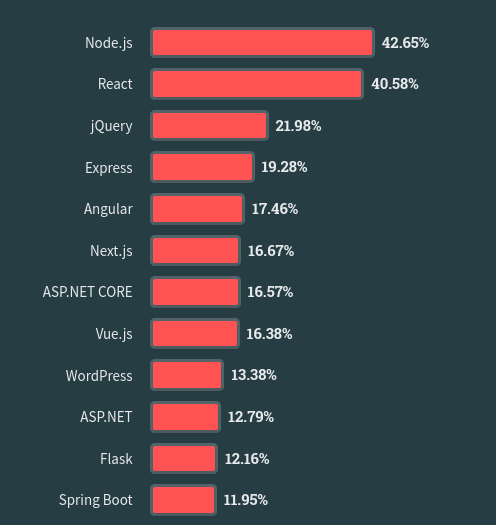 Node.js 42.65%
React 40.58%
jQuery 21.98%
Express 19.28%
Angular 17.46%
Next.js 16.67%
ASP.NET CORE 16.57%
Vue.js 16.38%
WordPress 13.38%
ASP.NET 12.79%
Flask 12.16%
Spring Boot 11.95%